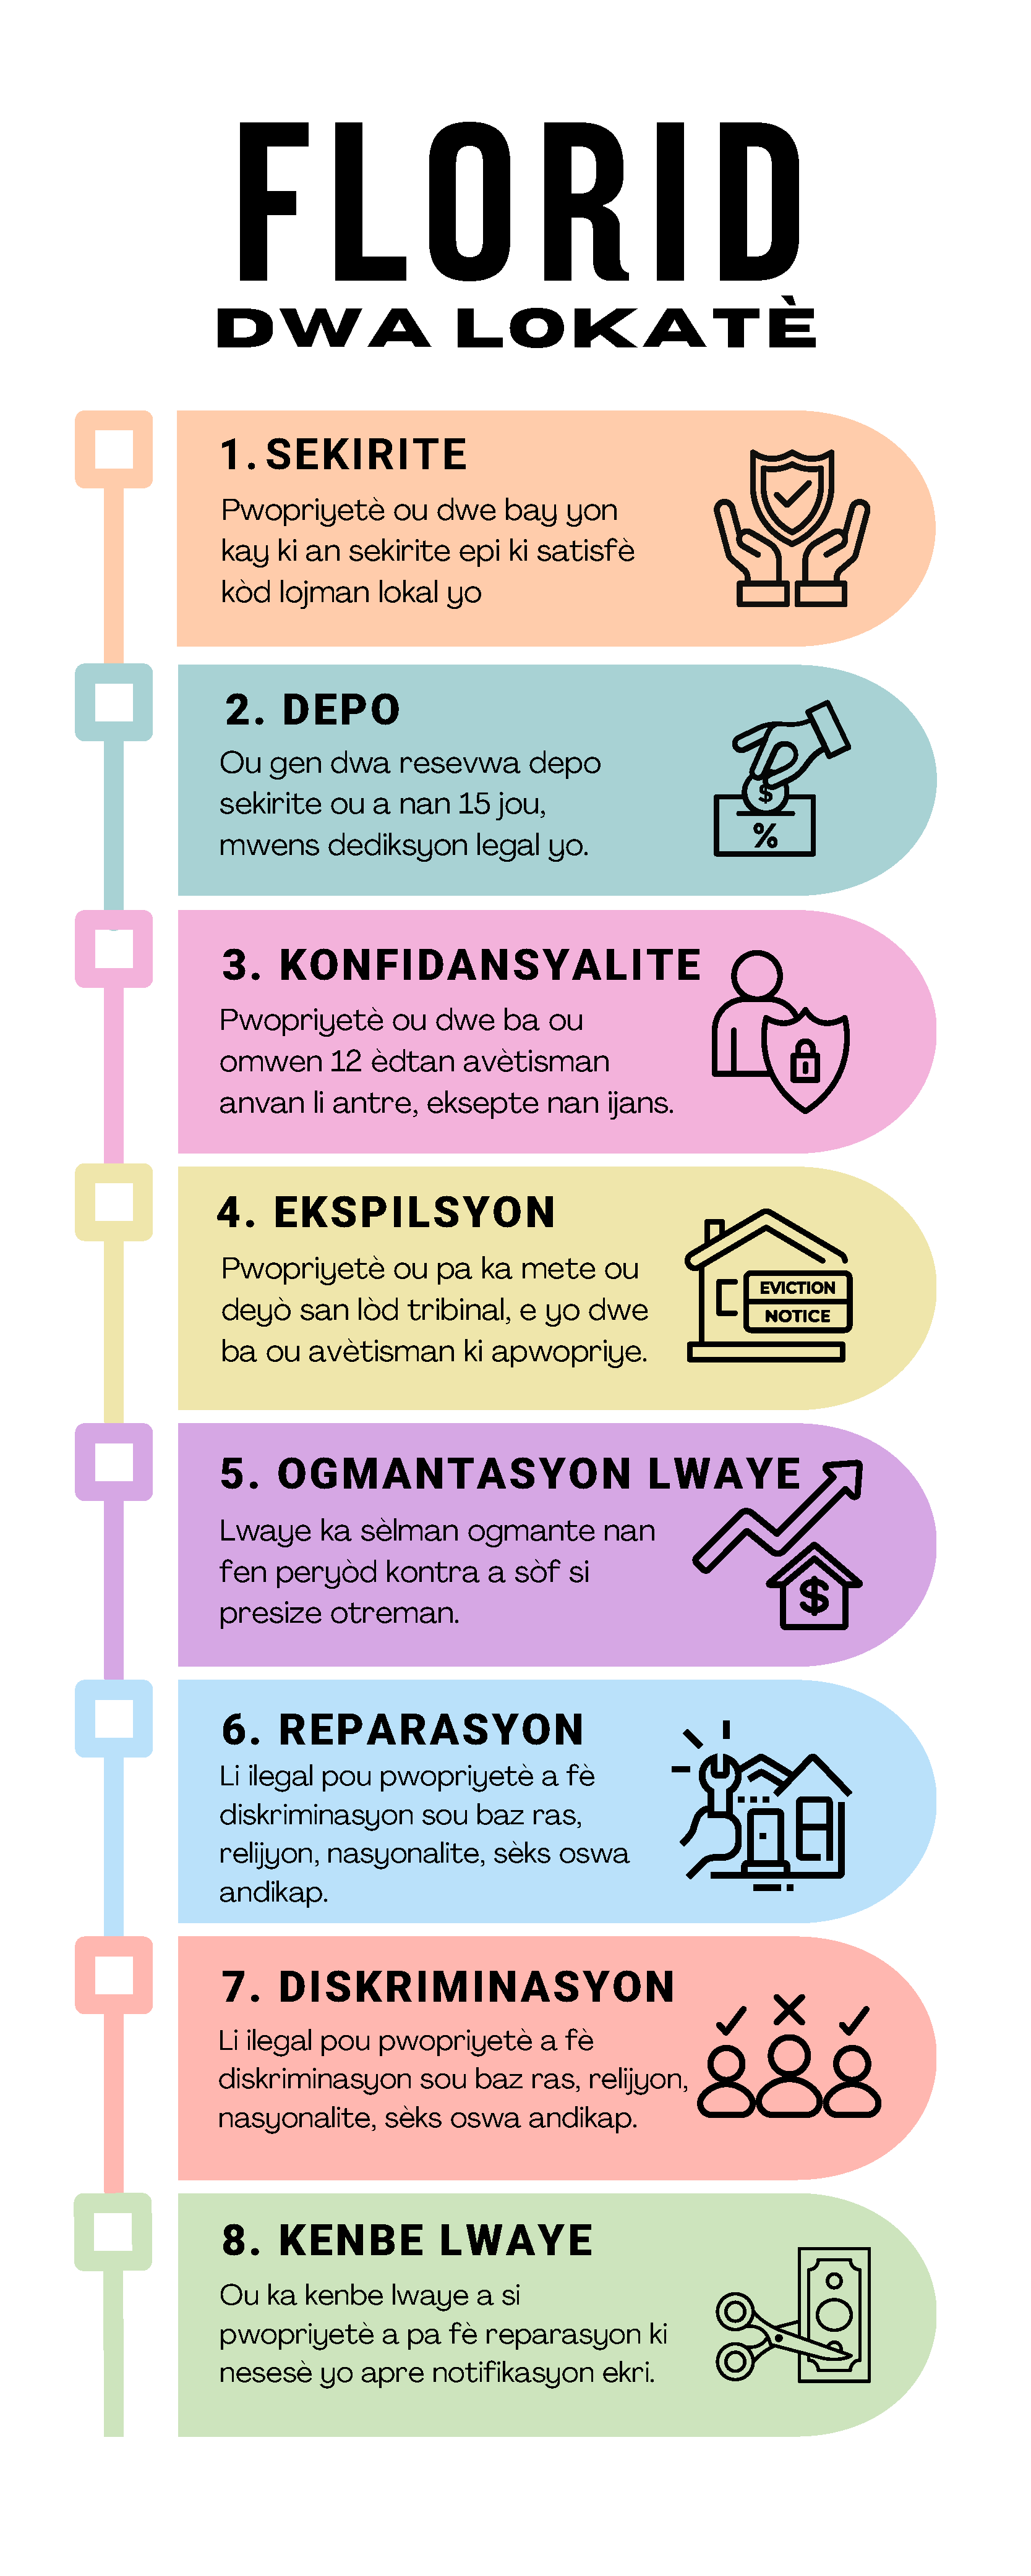 FLORID
DWA LOKATÈ
1. SEKIRITE
Pwopriyetè ou dwe bay yon
kay ki an sekirite epi ki satisfè
kòd lojman lokal yo
2. DEPO
Ou gen dwa resevwa depo
sekirite ou a nan 15 jou,
mwens dediksyon legal yo.
$
%
3. KONFIDANSYALITE
Pwopriyetè ou dwe ba ou
omwen 12 èdtan avètisman
anvan li antre, eksepte nan ijans.
4. EKSPILSYON
Pwopriyetè ou pa ka mete ou
deyò san lòd tribinal, e yo dwe
ba ou avètisman ki apwopriye.
EVICTION
NOTICE
5. OGMANTASYON LWAYE
Lwaye ka sèlman ogmante nan
fen peryòd kontra a sòf si
presize otreman.
$
6. REPARASYON
Li ilegal pou pwopriyetè a fè
diskriminasyon sou baz ras,
relijyon, nasyonalite, sèks oswa
andikap.
7. DISKRIMINASYON
Li ilegal pou pwopriyetè a fè
diskriminasyon sou baz ras, relijyon,
nasyonalite, sèks oswa andikap.
8. KENBE LWAYE
Ou ka kenbe lwaye a si
pwopriyetè a pa fè reparasyon ki
nesesè yo apre notifikasyon ekri.